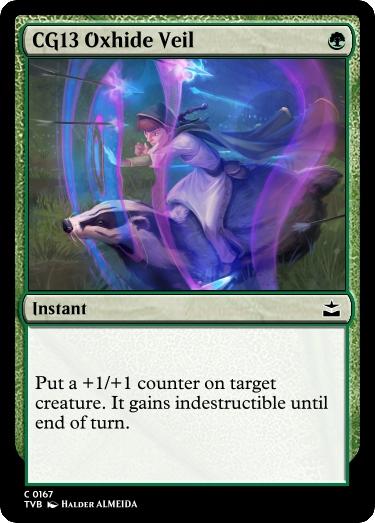 CG13 Oxhide Veil
Instant
Put a +1/+1 counter on target
creature. It gains indestructible until
end of turn.
C 0167
TVB Halder ALMEIDA